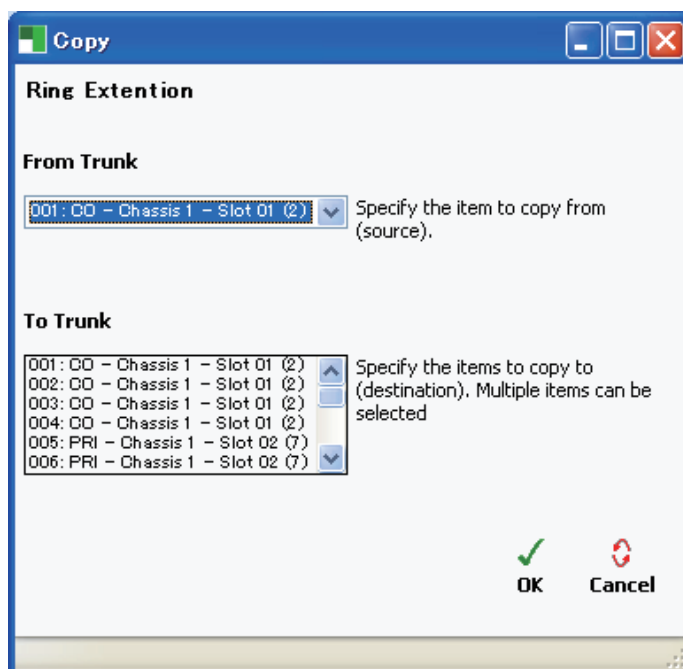 Copy
Ring Extention
From Trunk
001: CO - Chassis 1 - Slot 01 (2)
Specify the item to copy from
(source).
To Trunk
001: CO - Chassis 1 - Slot 01 (2)
002: CO - Chassis 1 - Slot 01 (2)
003: CO - Chassis 1 - Slot 01 (2)
004: CO - Chassis 1 - Slot 01 (2)
005: PRI - Chassis 1 - Slot 02 (7)
006: PRI - Chassis 1 - Slot 02 (7)
Specify the items to copy to
(destination). Multiple items can be
selected
OK
Cancel